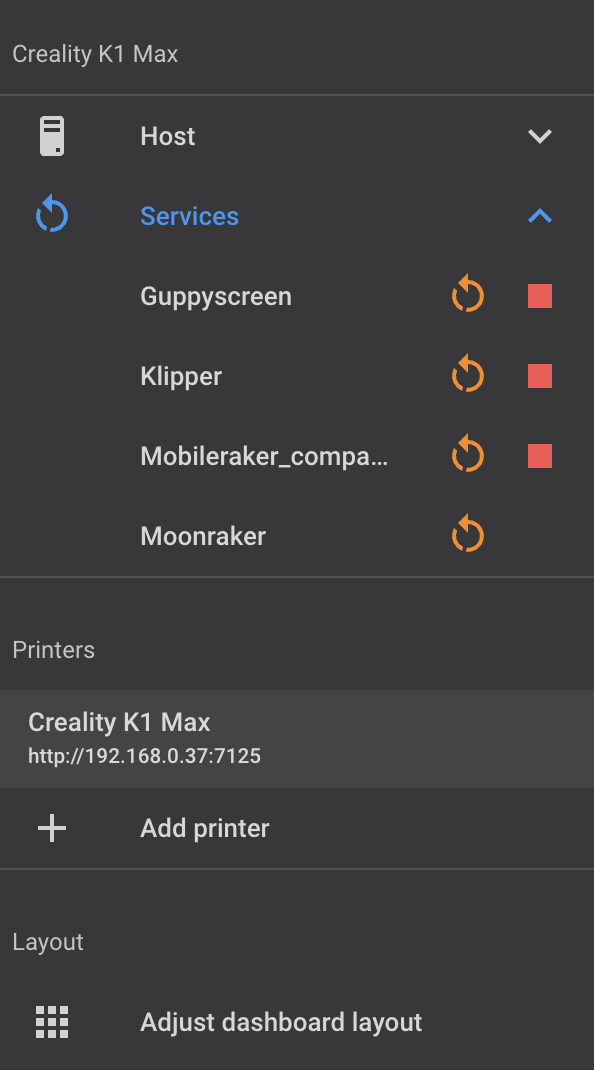 Creality K1 Max
Host
Services
Guppyscreen
Klipper
Mobileraker_compa...
Moonraker
Printers
Creality K1 Max
http://192.168.0.37:7125
Add printer
Layout
Adjust dashboard layout